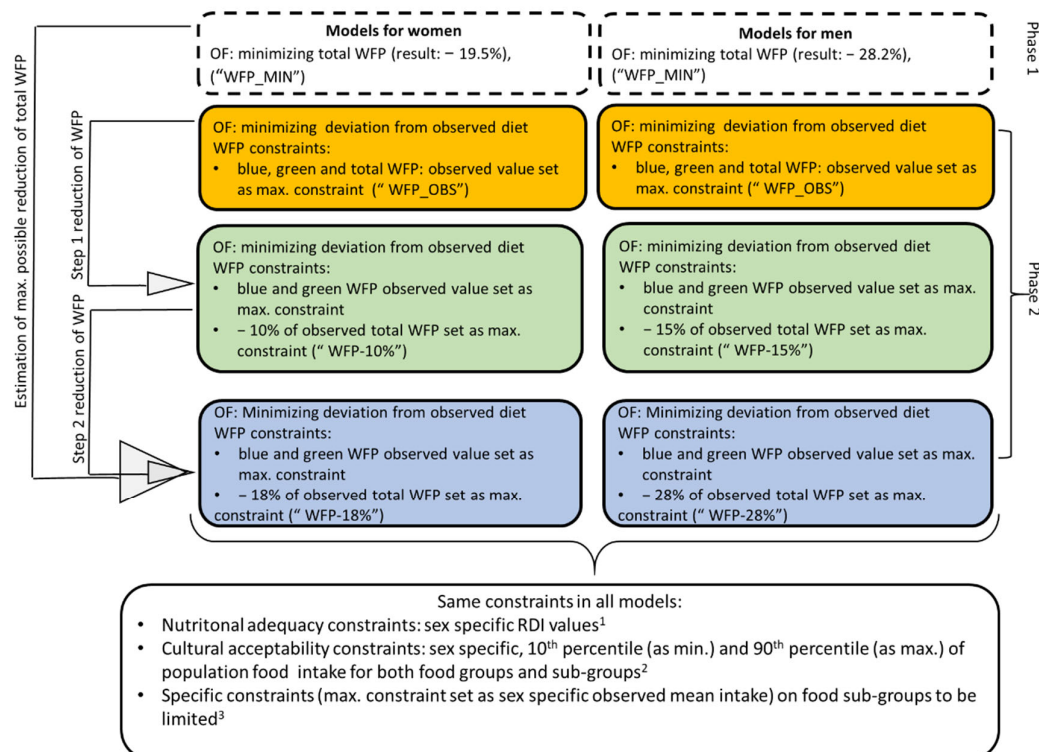 Models for women
OF: minimizing total WFP (result: − 19.5%),
(“WFP_MIN”)
Models for men
OF: minimizing total WFP (result: − 28.2%),
(“WFP_MIN”)
Phase 1
Estimation of max. possible reduction of total WFP
Step 1 reduction of WFP
OF: minimizing deviation from observed diet
WFP constraints:
• blue, green and total WFP: observed value set
as max. constraint (“ WFP_OBS”)
OF: minimizing deviation from observed diet
WFP constraints:
• blue, green and total WFP: observed value set
as max. constraint (“ WFP_OBS”)
OF: minimizing deviation from observed diet
WFP constraints:
• blue and green WFP observed value set as
max. constraint
• − 10% of observed total WFP set as max.
constraint (“ WFP-10%”)
OF: minimizing deviation from observed diet
WFP constraints:
• blue and green WFP observed value set as max.
constraint
• − 15% of observed total WFP set as max.
constraint (“ WFP-15%”)
Phase 2
Step 2 reduction of WFP
OF: Minimizing deviation from observed diet
WFP constraints:
• blue and green WFP observed value set as
max. constraint
• − 18% of observed total WFP set as max.
constraint (“ WFP-18%”)
OF: Minimizing deviation from observed diet
WFP constraints:
• blue and green WFP observed value set as
max. constraint
• − 28% of observed total WFP set as max.
constraint (“ WFP-28%”)
Same constraints in all models:
• Nutritonal adequacy constraints: sex specific RDI values¹
• Cultural acceptability constraints: sex specific, 10th percentile (as min.) and 90th percentile (as max.) of
population food intake for both food groups and sub-groups²
• Specific constraints (max. constraint set as sex specific observed mean intake) on food sub-groups to be
limited³